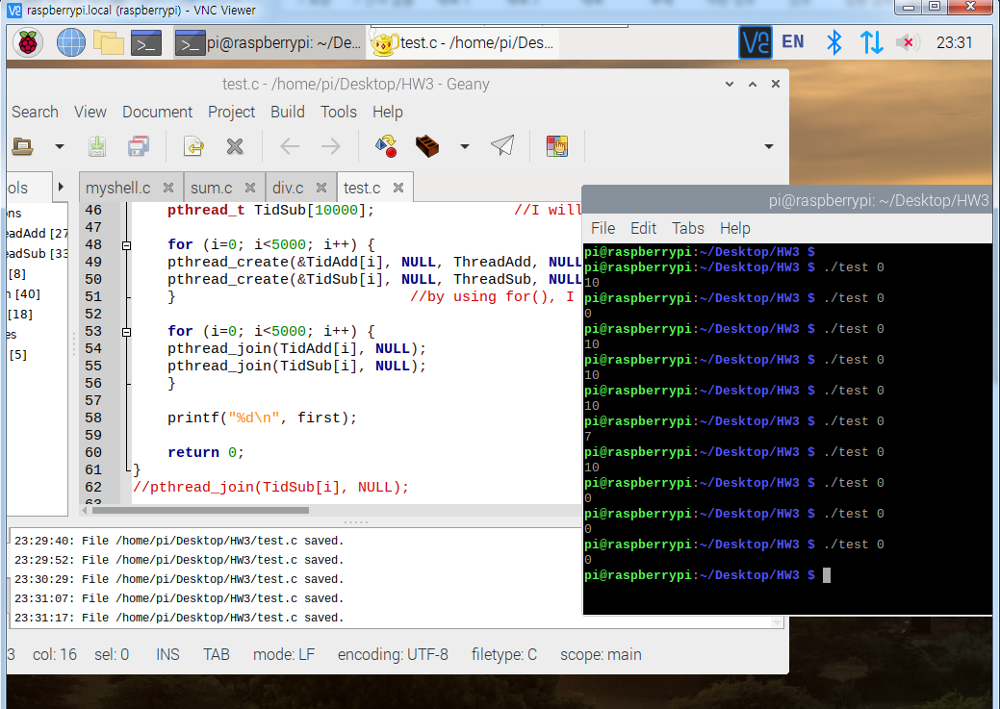 raspberrypi.local (raspberrypi) - VNC Viewer
pi@raspberrypi: ~/De...
test.c - /home/pi/Des...
EN
23:31
test.c - /home/pi/Desktop/HW3 - Geany
Search View Document Project Build Tools Help
ols
myshell.c
sum.c
div.c
test.c
ons
eadAdd [27
eadSub [33
[8]
n [40]
[18]
es
[5]
46 pthread_t TidSub[10000]; //I will
47
48 for (i=0; i<5000; i++) {
49 pthread_create(&TidAdd[i], NULL, ThreadAdd, NULL
50 pthread_create(&TidSub[i], NULL, ThreadSub, NULL
51 } //by using for(), I
52
53 for (i=0; i<5000; i++) {
54 pthread_join(TidAdd[i], NULL);
55 pthread_join(TidSub[i], NULL);
56 }
57
58 printf("%d\n", first);
59
60 return 0;
61 }
62 //pthread_join(TidSub[i], NULL);
63
23:29:40: File /home/pi/Desktop/HW3/test.c saved.
23:29:52: File /home/pi/Desktop/HW3/test.c saved.
23:30:29: File /home/pi/Desktop/HW3/test.c saved.
23:31:07: File /home/pi/Desktop/HW3/test.c saved.
23:31:17: File /home/pi/Desktop/HW3/test.c saved.
3 col: 16 sel: 0 INS TAB mode: LF encoding: UTF-8 filetype: C scope: main
pi@raspberrypi: ~/Desktop/HW3
File Edit Tabs Help
pi@raspberrypi:~/Desktop/HW3 $
pi@raspberrypi:~/Desktop/HW3 $ ./test 0
10
pi@raspberrypi:~/Desktop/HW3 $ ./test 0
0
pi@raspberrypi:~/Desktop/HW3 $ ./test 0
10
pi@raspberrypi:~/Desktop/HW3 $ ./test 0
10
pi@raspberrypi:~/Desktop/HW3 $ ./test 0
10
pi@raspberrypi:~/Desktop/HW3 $ ./test 0
7
pi@raspberrypi:~/Desktop/HW3 $ ./test 0
10
pi@raspberrypi:~/Desktop/HW3 $ ./test 0
0
pi@raspberrypi:~/Desktop/HW3 $ ./test 0
0
pi@raspberrypi:~/Desktop/HW3 $ ./test 0
0
pi@raspberrypi:~/Desktop/HW3 $